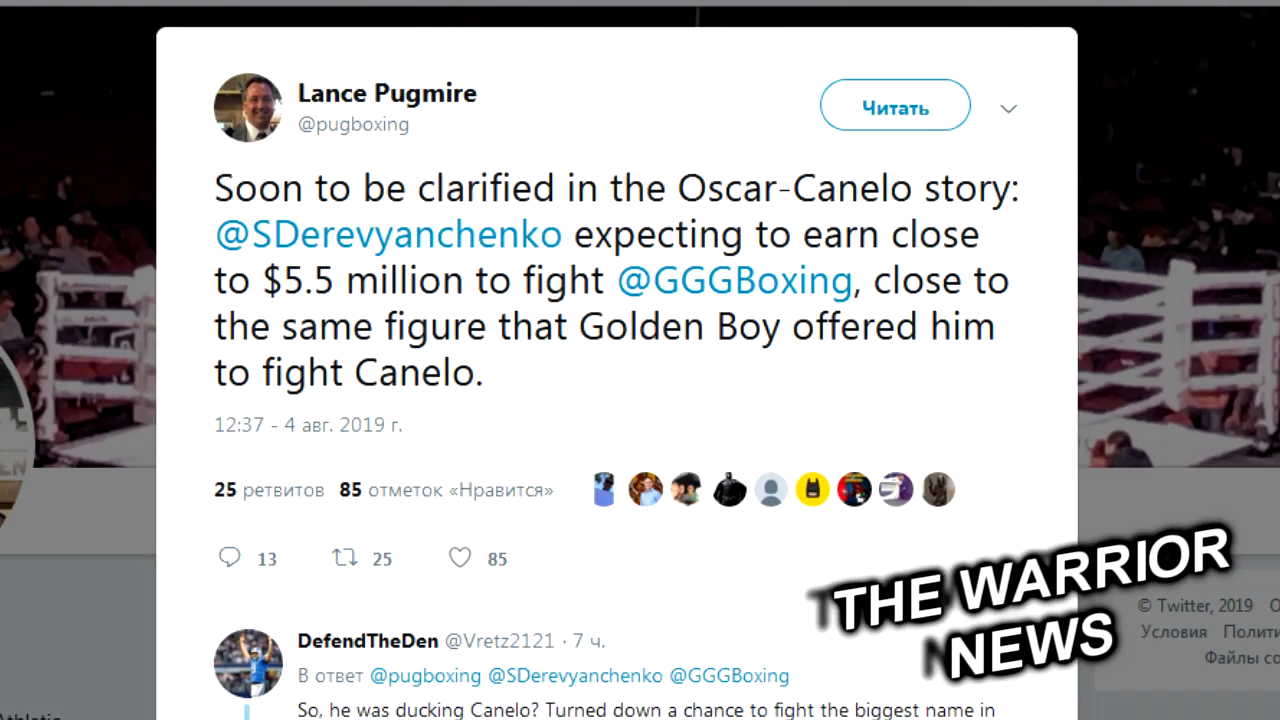 Lance Pugmire
@pugboxing
Читать
Soon to be clarified in the Oscar-Canelo story:
@SDerevyanchenko expecting to earn close
to $5.5 million to fight @GGGBoxing, close to
the same figure that Golden Boy offered him
to fight Canelo.
12:37 - 4 авг. 2019 г.
25 ретвитов 85 отметок «Нравится»
13 25 85
THE WARRIOR
NEWS
© Twitter, 2019
Условия
DefendTheDen @Vretz2121 · 7 ч.
В ответ @pugboxing @SDerevyanchenko @GGGBoxing
So, he was ducking Canelo? Turned down a chance to fight the biggest name in